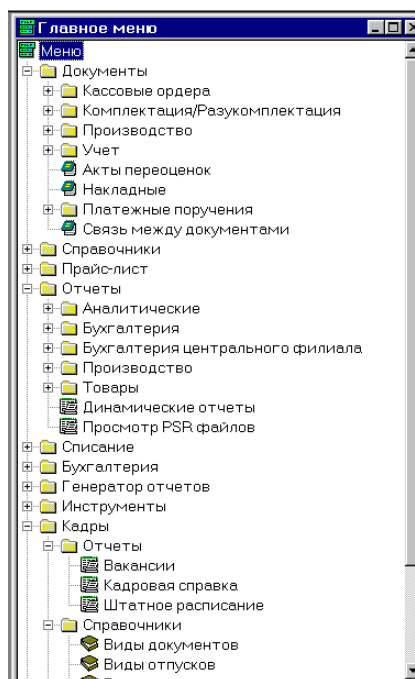 Главное меню
Меню
Документы
Кассовые ордера
Комплектация/Разукомплектация
Производство
Учет
Акты переоценок
Накладные
Платежные поручения
Связь между документами
Справочники
Прайс-лист
Отчеты
Аналитические
Бухгалтерия
Бухгалтерия центрального филиала
Производство
Товары
Динамические отчеты
Просмотр PSR файлов
Списание
Бухгалтерия
Генератор отчетов
Инструменты
Кадры
Отчеты
Вакансии
Кадровая справка
Штатное расписание
Справочники
Виды документов
Виды отпусков